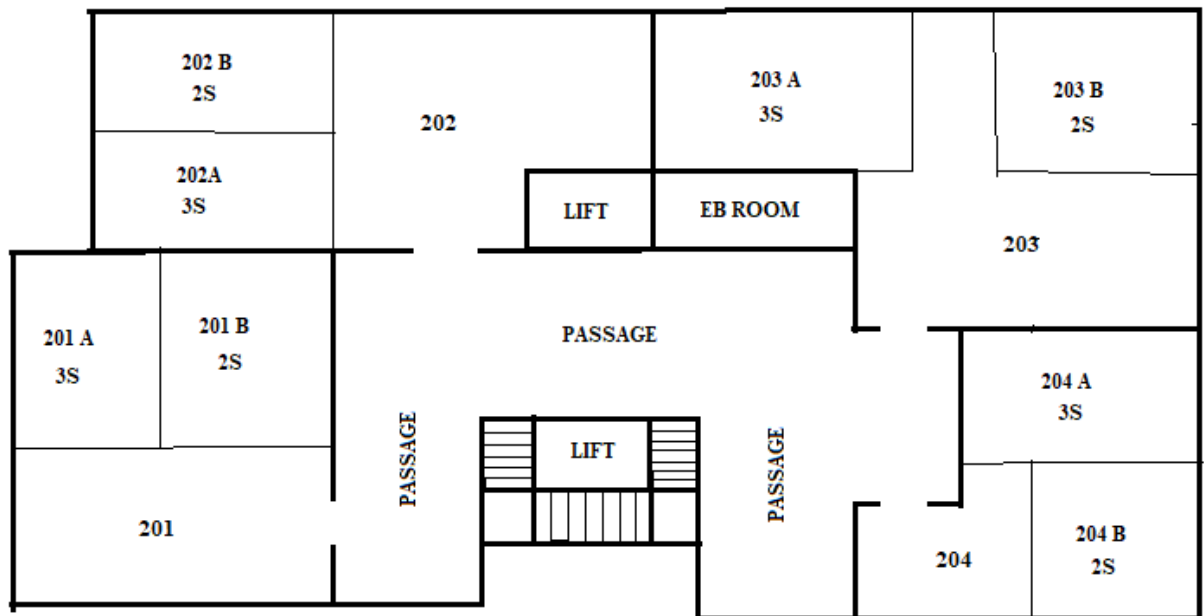 202 B
2S
202
203 A
3S
203 B
2S
202A
3S
LIFT
EB ROOM
203
201 A
3S
201 B
2S
PASSAGE
204 A
3S
PASSAGE
LIFT
PASSAGE
201
204
204 B
2S